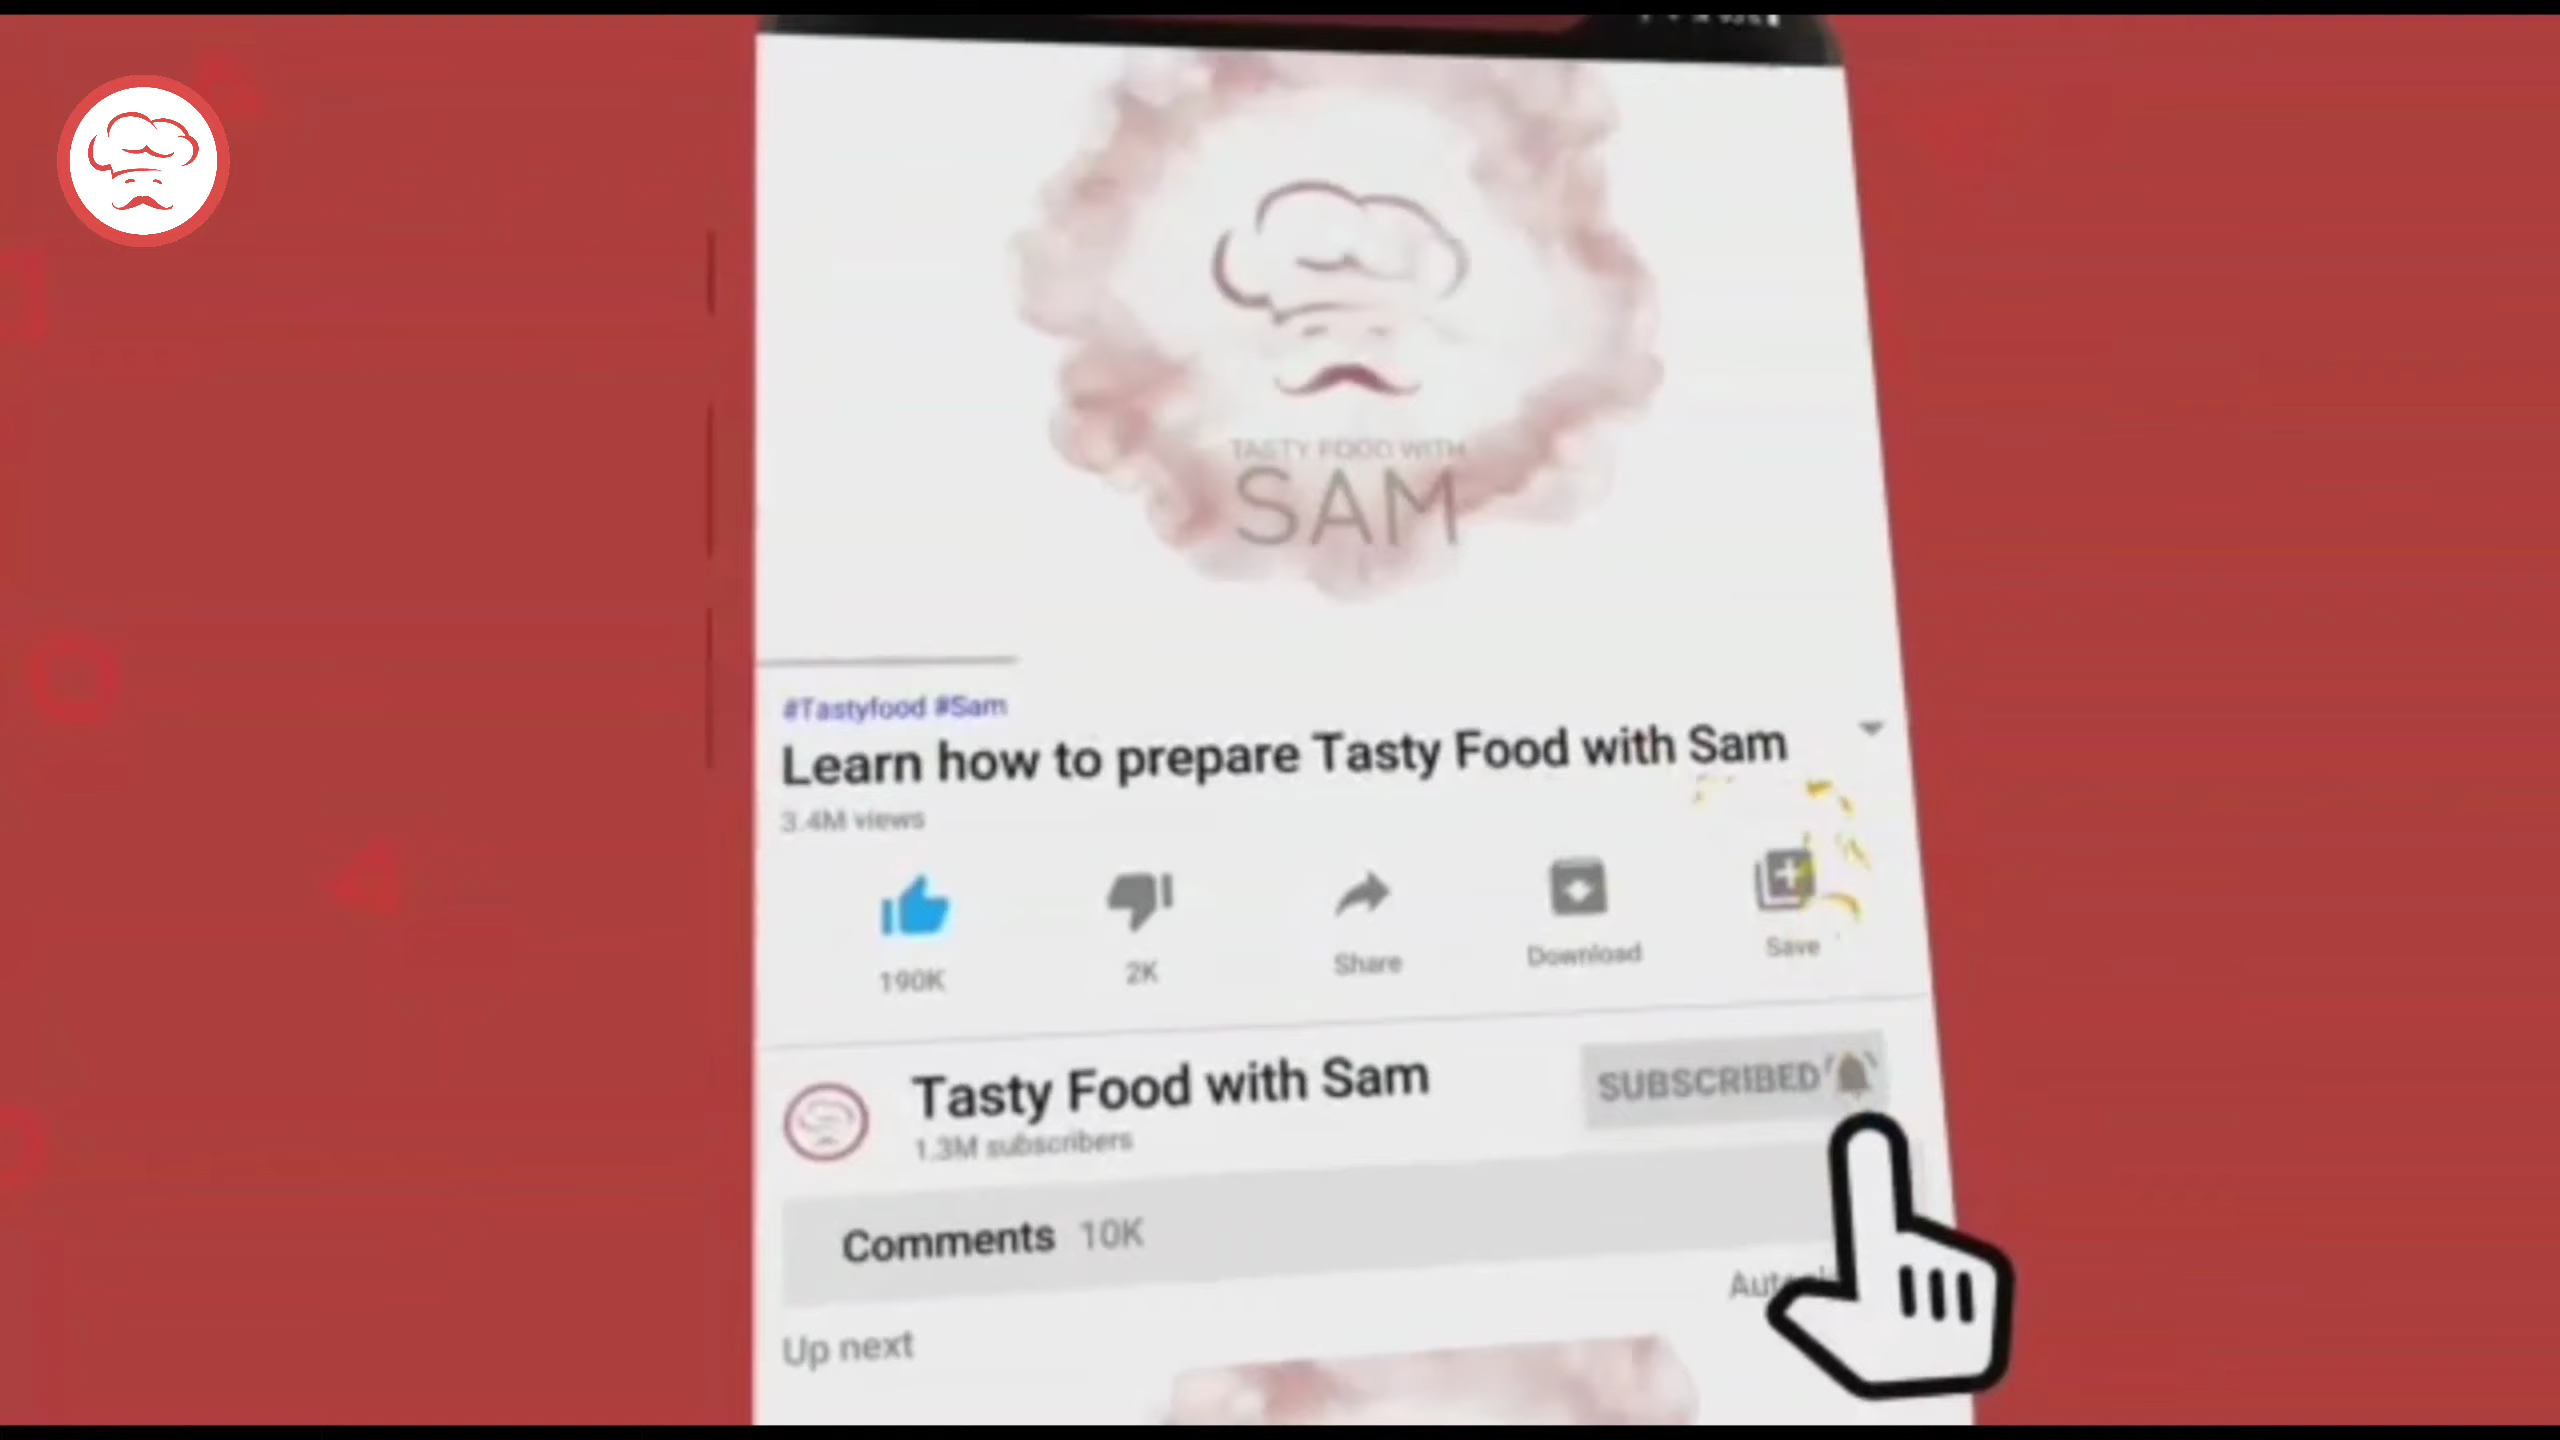 TASTY FOOD WITH
SAM
#Tastyfood #Sam
Learn how to prepare Tasty Food with Sam
3.4M views
190K
2K
Share
Download
Save
Tasty Food with Sam
SUBSCRIBED
1.3M subscribers
Comments 10K
Up next